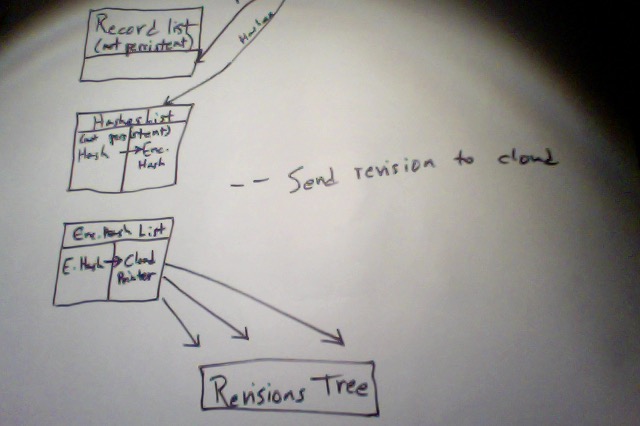 Record list
(not persistent)
Hashes
Hashes List
(not persistent)
Hash → Enc. Hash
-- Send revision to cloud
Enc. Hash List
E. Hash → Cloud Pointer
Revisions Tree